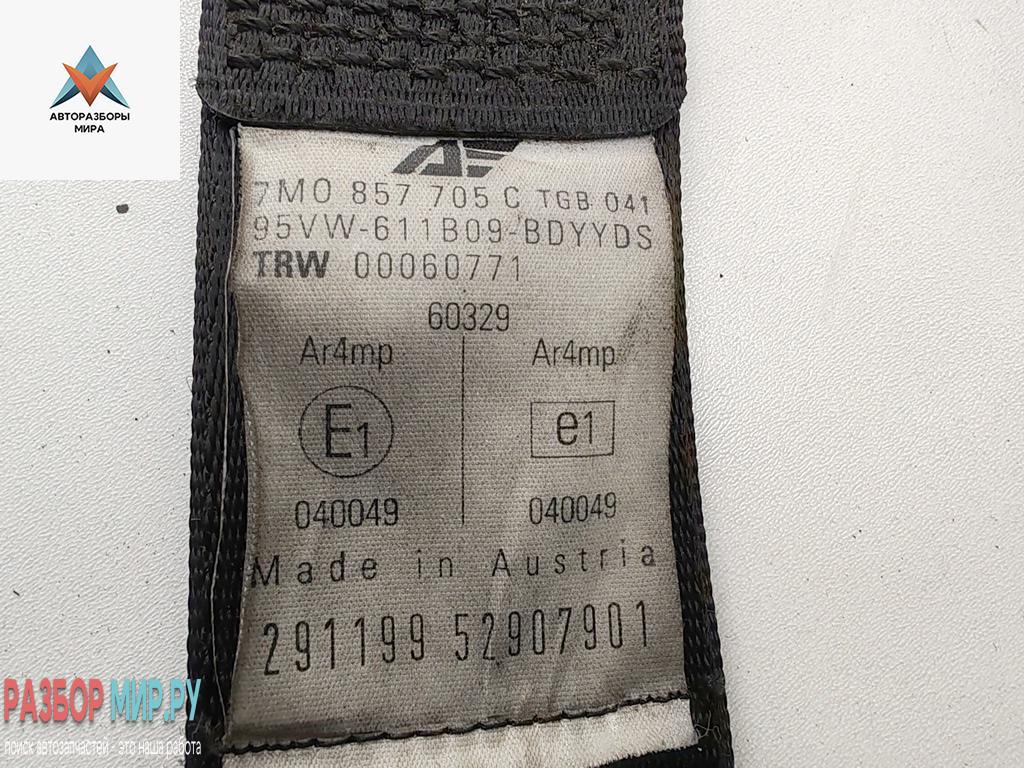 АВТОРАЗБОРЫ
МИРА
AE
7M0 857 705 C TGB 041
95VW-611B09-BDYYDS
TRW 00060771
60329
Ar4mp Ar4mp
E1 e1
040049 040049
Made in Austria
291199 52907901
РАЗБОР МИР.РУ
поиск автозапчастей - это наша работа